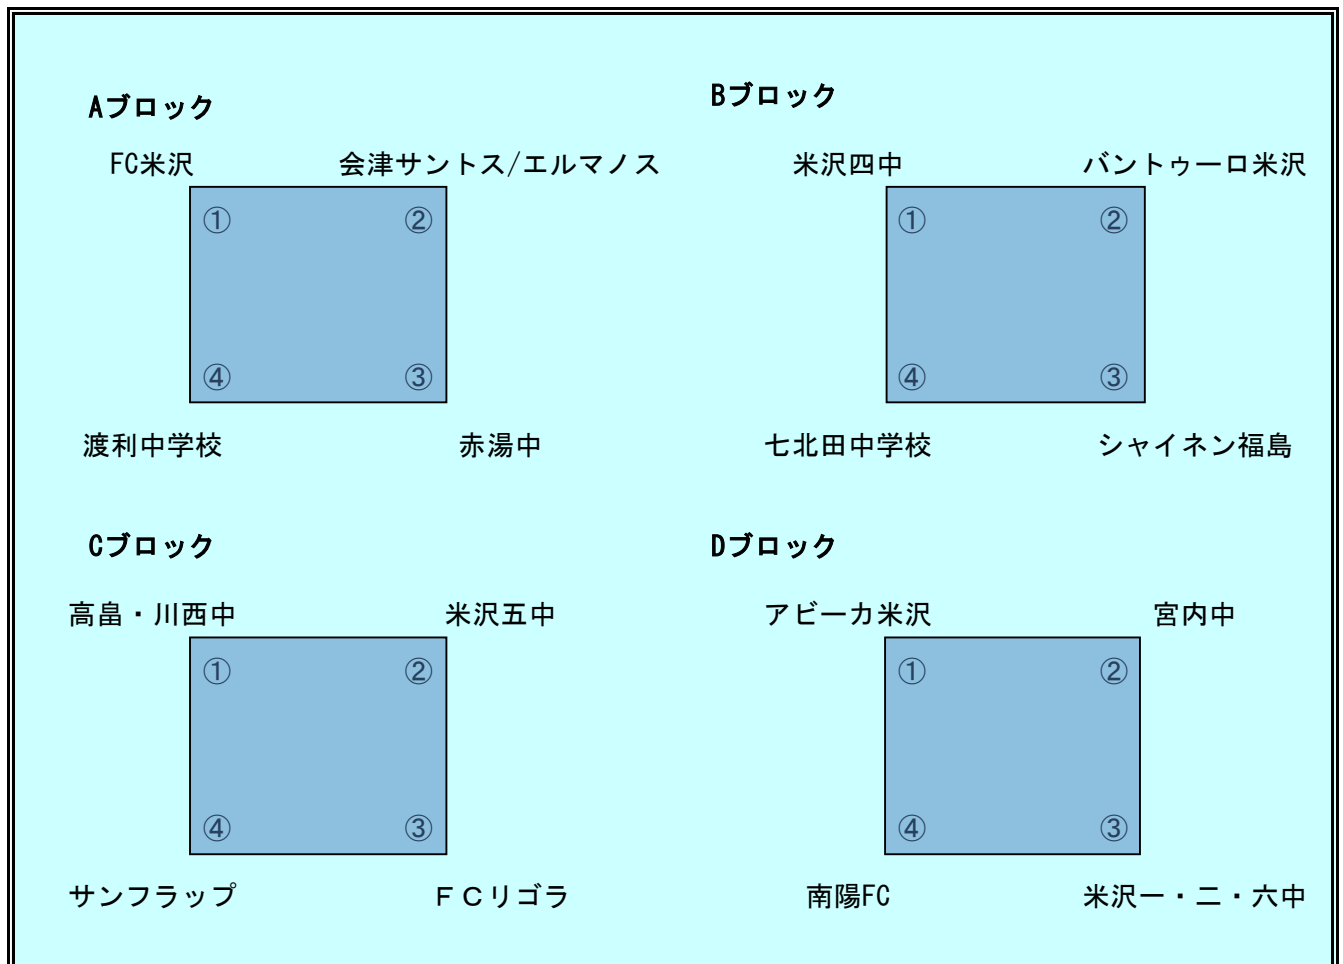 Aブロック
Bブロック
FC米沢 会津サントス/エルマノス
米沢四中 バントゥーロ米沢
① ②
① ②
④ ③
④ ③
渡利中学校 赤湯中
七北田中学校 シャイネン福島
Cブロック
Dブロック
高畠・川西中 米沢五中
アビーカ米沢 宮内中
① ②
① ②
④ ③
④ ③
サンフラップ ＦＣリゴラ
南陽FC 米沢一・二・六中